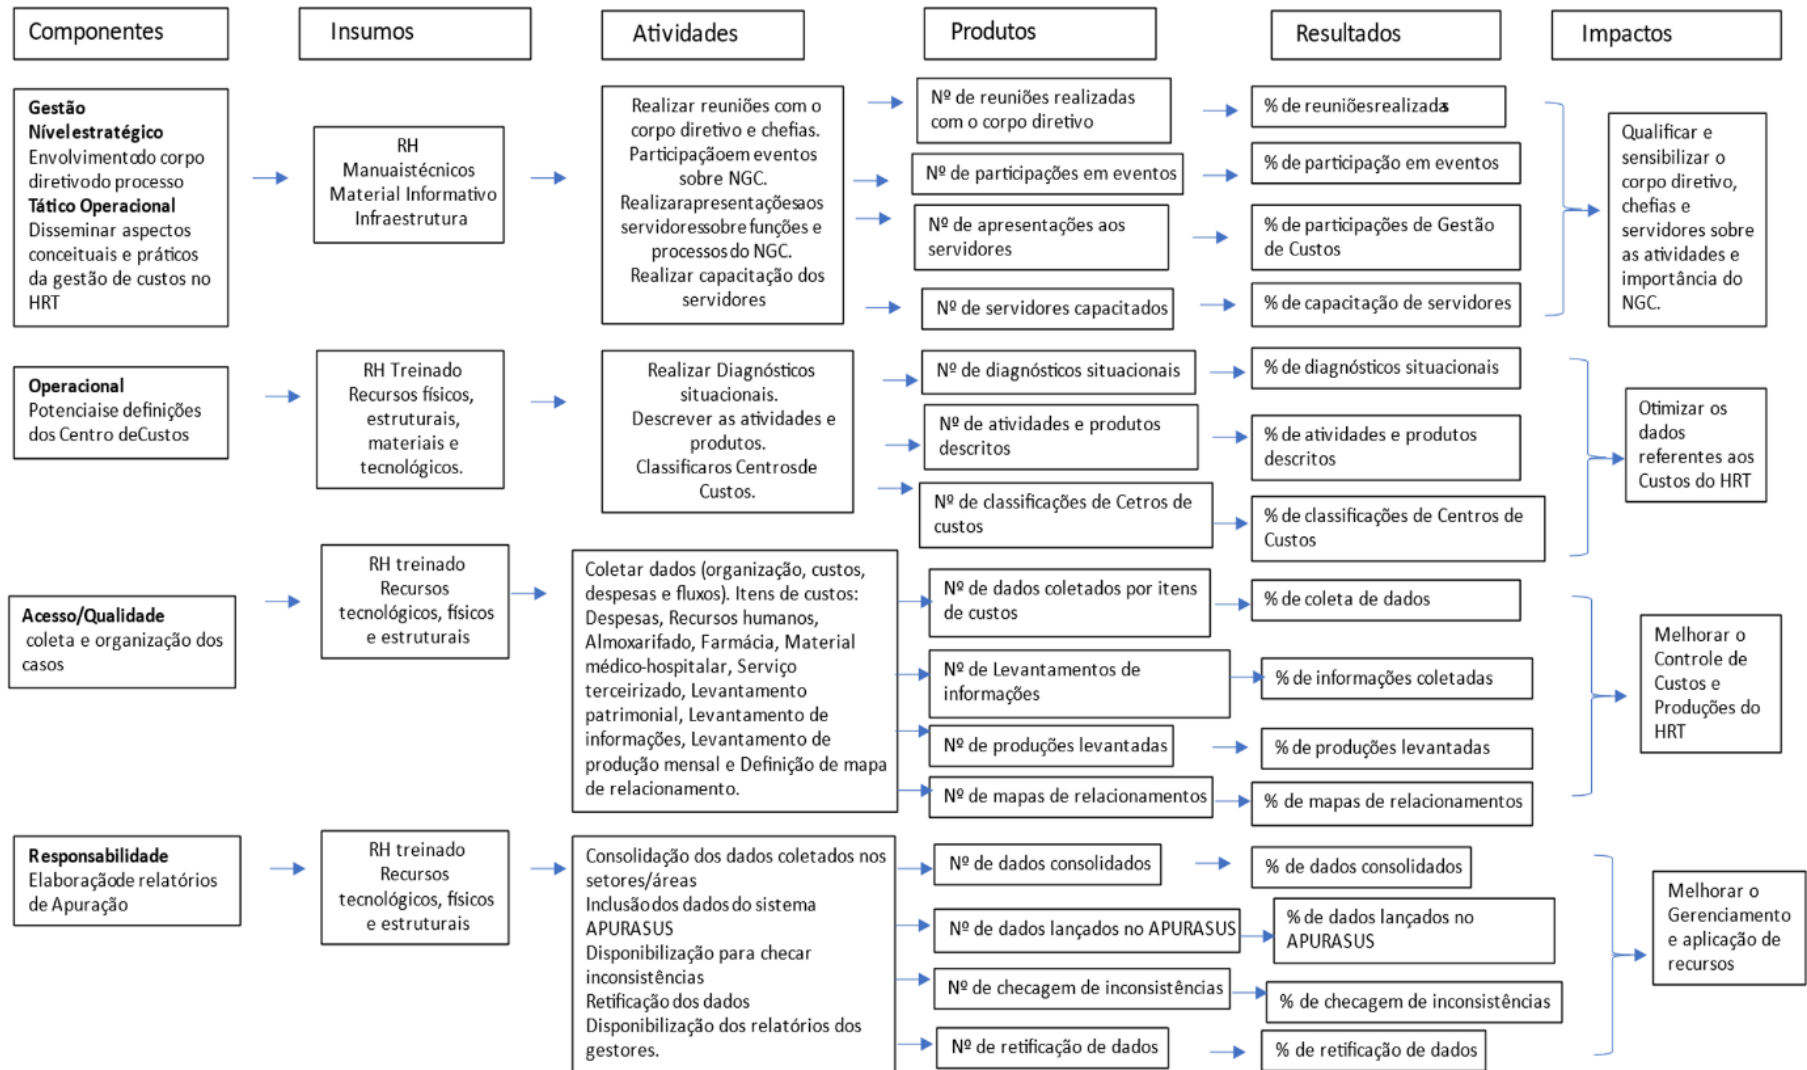 Componentes
Insumos
Atividades
Produtos
Resultados
Impactos
Gestão
Nívelestratégico
Envolvimentodo corpo
diretivodo processo
Tático Operacional
Disseminar aspectos
conceituais e práticos
da gestão de custos no
HRT
RH
Manuaistécnicos
Material Informativo
Infraestrutura
Realizar reuniões com o
corpo diretivo e chefias.
Participaçãoem eventos
sobre NGC.
Realizarapresentaçõesaos
servidoressobre funções e
processosdo NGC.
Realizar capacitação dos
servidores
Nº de reuniões realizadas
com o corpo diretivo
Nº de participações em eventos
Nº de apresentações aos
servidores
Nº de servidores capacitados
% de reuniõesrealizadas
% de participação em eventos
% de participações de Gestão
de Custos
% de capacitação de servidores
Qualificar e
sensibilizar o
corpo diretivo,
chefias e
servidores sobre
as atividades e
importância do
NGC.
Operacional
Potenciaise definições
dos Centro deCustos
RH Treinado
Recursos físicos,
estruturais,
materiais e
tecnológicos.
Realizar Diagnósticos
situacionais.
Descrever as atividades e
produtos.
Classificaros Centrosde
Custos.
Nº de diagnósticos situacionais
Nº de atividades e produtos
descritos
Nº de classificações de Cetros de
custos
% de diagnósticos situacionais
% de atividades e produtos
descritos
% de classificações de Centros de
Custos
Otimizar os
dados
referentes aos
Custos do HRT
Acesso/Qualidade
coleta e organização dos
casos
RH treinado
Recursos
tecnológicos, físicos
e estruturais
Coletar dados (organização, custos,
despesas e fluxos). Itens de custos:
Despesas, Recursos humanos,
Almoxarifado, Farmácia, Material
médico-hospitalar, Serviço
terceirizado, Levantamento
patrimonial, Levantamento de
informações, Levantamento de
produção mensal e Definição de mapa
de relacionamento.
Nº de dados coletados por itens
de custos
Nº de Levantamentos de
informações
Nº de produções levantadas
Nº de mapas de relacionamentos
% de coleta de dados
% de informações coletadas
% de produções levantadas
% de mapas de relacionamentos
Melhorar o
Controle de
Custos e
Produções do
HRT
Responsabilidade
Elaboraçãode relatórios
de Apuração
RH treinado
Recursos
tecnológicos, físicos
e estruturais
Consolidação dos dados coletados nos
setores/áreas
Inclusão dos dados do sistema
APURASUS
Disponibilização para checar
inconsistências
Retificação dos dados
Disponibilização dos relatórios dos
gestores.
Nº de dados consolidados
Nº de dados lançados no APURASUS
Nº de checagem de inconsistências
Nº de retificação de dados
% de dados consolidados
% de dados lançados no
APURASUS
% de checagem de inconsistências
% de retificação de dados
Melhorar o
Gerenciamento
e aplicação de
recursos